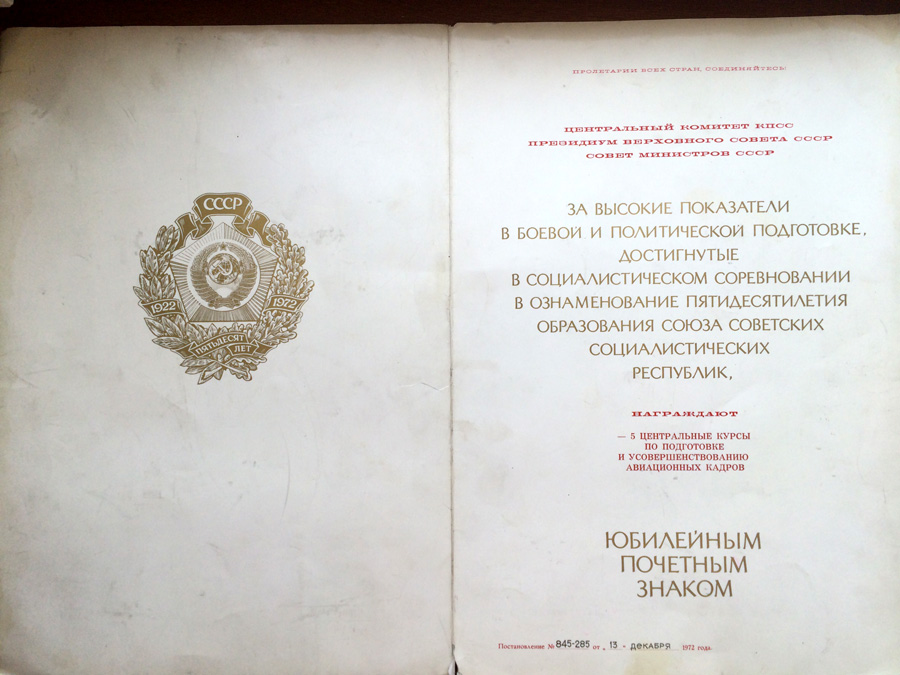 СССР
1922
1972
ПЯТЬДЕСЯТ
ЛЕТ
ПРОЛЕТАРИИ ВСЕХ СТРАН, СОЕДИНЯЙТЕСЬ!
ЦЕНТРАЛЬНЫЙ КОМИТЕТ КПСС
ПРЕЗИДИУМ ВЕРХОВНОГО СОВЕТА СССР
СОВЕТ МИНИСТРОВ СССР
ЗА ВЫСОКИЕ ПОКАЗАТЕЛИ
В БОЕВОЙ И ПОЛИТИЧЕСКОЙ ПОДГОТОВКЕ,
ДОСТИГНУТЫЕ
В СОЦИАЛИСТИЧЕСКОМ СОРЕВНОВАНИИ
В ОЗНАМЕНОВАНИЕ ПЯТИДЕСЯТИЛЕТИЯ
ОБРАЗОВАНИЯ СОЮЗА СОВЕТСКИХ
СОЦИАЛИСТИЧЕСКИХ
РЕСПУБЛИК,
НАГРАЖДАЮТ
— 5 ЦЕНТРАЛЬНЫЕ КУРСЫ
ПО ПОДГОТОВКЕ
И УСОВЕРШЕНСТВОВАНИЮ
АВИАЦИОННЫХ КАДРОВ
ЮБИЛЕЙНЫМ
ПОЧЕТНЫМ
ЗНАКОМ
Постановление № 845-285 от „ 13 - ДЕКАБРЯ 1972 года.